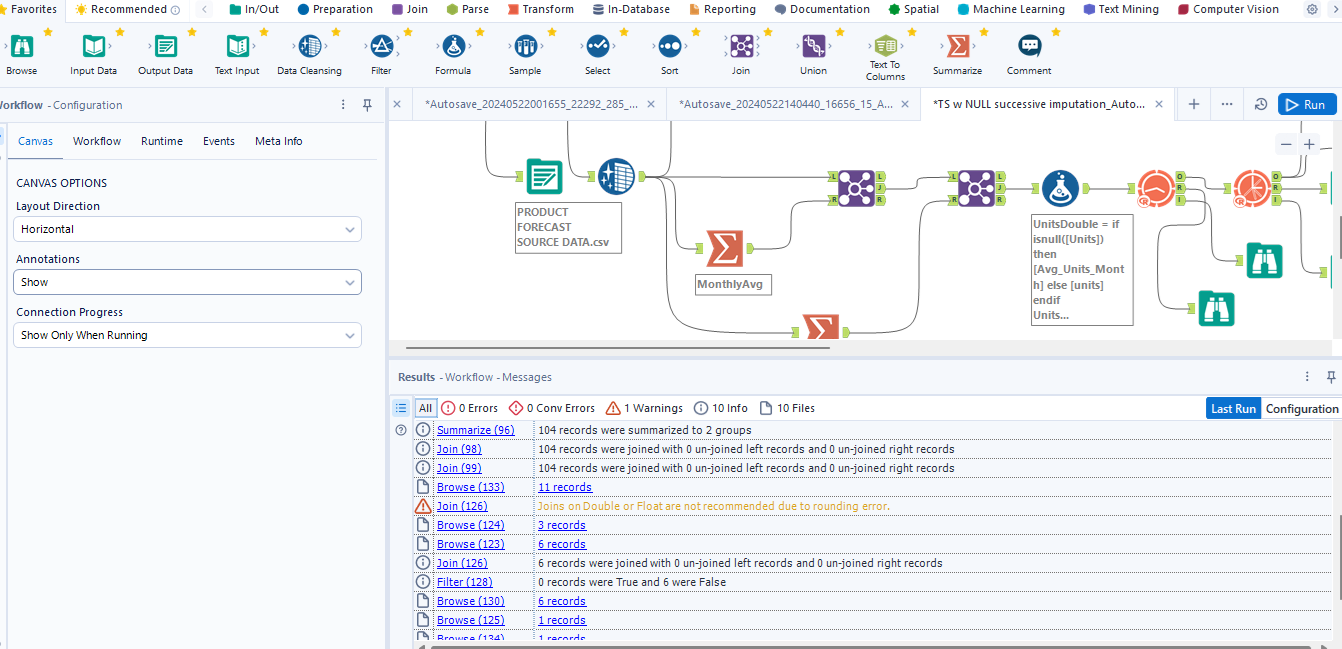 Favorites Recommended In/Out Preparation Join Parse Transform In-Database Reporting Documentation Spatial Machine Learning Text Mining Computer Vision
Browse Input Data Output Data Text Input Data Cleansing Filter Formula Sample Select Sort Join Union Text To Columns Summarize Comment
Workflow - Configuration
*Autosave_20240522001655_22292_285_... *Autosave_20240522140440_16656_15_A... *TS w NULL successive imputation_Auto... Run
Canvas Workflow Runtime Events Meta Info
CANVAS OPTIONS
Layout Direction
Horizontal
Annotations
Show
Connection Progress
Show Only When Running
L J R
L J R
O R I
O R I
PRODUCT
FORECAST
SOURCE DATA.csv
MonthlyAvg
UnitsDouble = if
isnull([Units])
then
[Avg_Units_Mont
h] else [units]
endif
Units...
Results - Workflow - Messages
All 0 Errors 0 Conv Errors 1 Warnings 10 Info 10 Files Last Run Configuration
Summarize (96) 104 records were summarized to 2 groups
Join (98) 104 records were joined with 0 un-joined left records and 0 un-joined right records
Join (99) 104 records were joined with 0 un-joined left records and 0 un-joined right records
Browse (133) 11 records
Join (126) Joins on Double or Float are not recommended due to rounding error.
Browse (124) 3 records
Browse (123) 6 records
Join (126) 6 records were joined with 0 un-joined left records and 0 un-joined right records
Filter (128) 0 records were True and 6 were False
Browse (130) 6 records
Browse (125) 1 records
Browse (134) 1 records